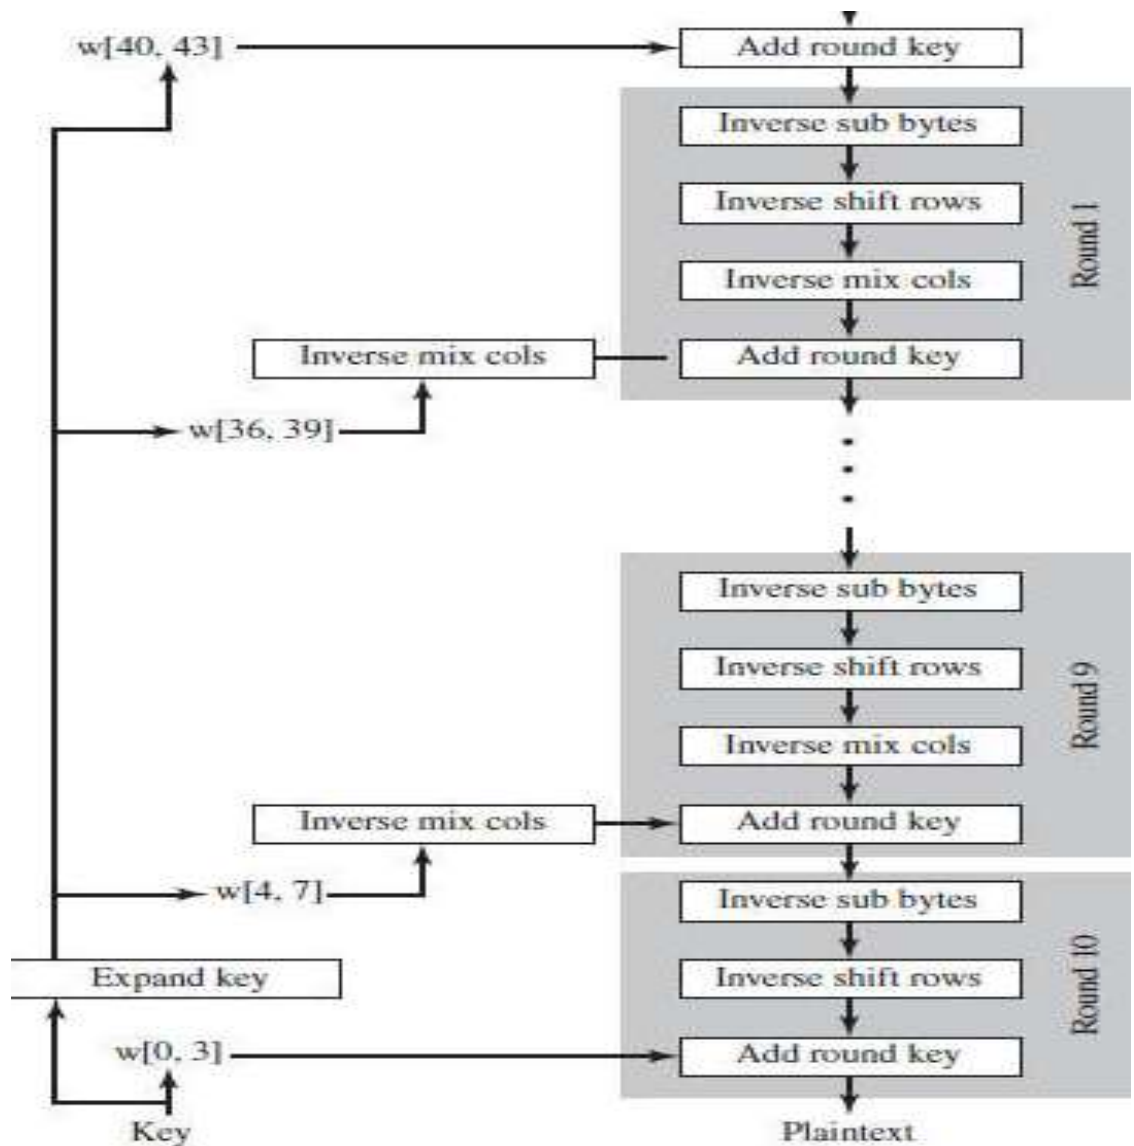 w[40, 43]
Add round key
Inverse sub bytes
Inverse shift rows
Inverse mix cols
Round 1
Inverse mix cols
Add round key
w[36, 39]
Inverse sub bytes
Inverse shift rows
Inverse mix cols
Round 9
Inverse mix cols
Add round key
w[4, 7]
Inverse sub bytes
Expand key
Inverse shift rows
Round 10
w[0, 3]
Add round key
Key
Plaintext